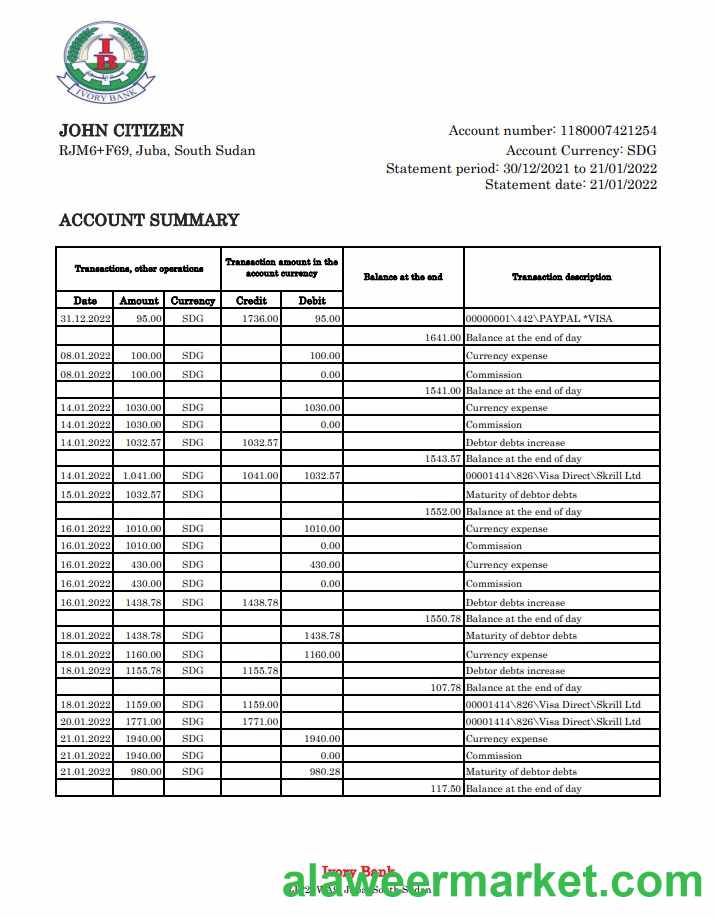 I
B
IVORY BANK
JOHN CITIZEN
RJM6+F69, Juba, South Sudan
Account number: 1180007421254
Account Currency: SDG
Statement period: 30/12/2021 to 21/01/2022
Statement date: 21/01/2022
ACCOUNT SUMMARY
Transactions, other operations Transaction amount in the account currency Balance at the end Transaction description
Date Amount Currency Credit Debit
31.12.2022 95.00 SDG 1736.00 95.00 00000001\442\PAYPAL *VISA
1641.00 Balance at the end of day
08.01.2022 100.00 SDG 100.00 Currency expense
08.01.2022 100.00 SDG 0.00 Commission
1541.00 Balance at the end of day
14.01.2022 1030.00 SDG 1030.00 Currency expense
14.01.2022 1030.00 SDG 0.00 Commission
14.01.2022 1032.57 SDG 1032.57 Debtor debts increase
1543.57 Balance at the end of day
14.01.2022 1.041.00 SDG 1041.00 1032.57 00001414\826\Visa Direct\Skrill Ltd
15.01.2022 1032.57 SDG Maturity of debtor debts
1552.00 Balance at the end of day
16.01.2022 1010.00 SDG 1010.00 Currency expense
16.01.2022 1010.00 SDG 0.00 Commission
16.01.2022 430.00 SDG 430.00 Currency expense
16.01.2022 430.00 SDG 0.00 Commission
16.01.2022 1438.78 SDG 1438.78 Debtor debts increase
1550.78 Balance at the end of day
18.01.2022 1438.78 SDG 1438.78 Maturity of debtor debts
18.01.2022 1160.00 SDG 1160.00 Currency expense
18.01.2022 1155.78 SDG 1155.78 Debtor debts increase
107.78 Balance at the end of day
18.01.2022 1159.00 SDG 1159.00 00001414\826\Visa Direct\Skrill Ltd
20.01.2022 1771.00 SDG 1771.00 00001414\826\Visa Direct\Skrill Ltd
21.01.2022 1940.00 SDG 1940.00 Currency expense
21.01.2022 1940.00 SDG 0.00 Commission
21.01.2022 980.00 SDG 980.28 Maturity of debtor debts
117.50 Balance at the end of day
Ivory Bank
Juba, South Sudan
alaweermarket.com